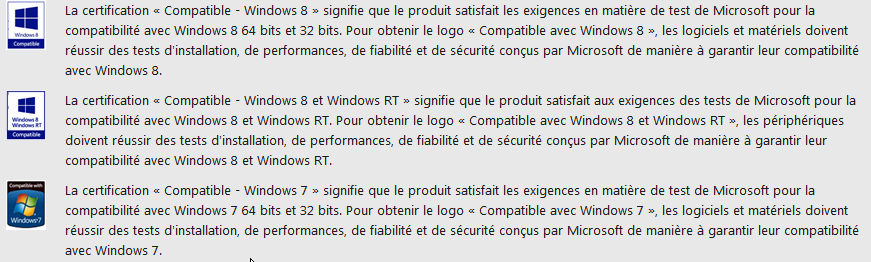 Windows 8
Compatible
La certification « Compatible - Windows 8 » signifie que le produit satisfait les exigences en matière de test de Microsoft pour la
compatibilité avec Windows 8 64 bits et 32 bits. Pour obtenir le logo « Compatible avec Windows 8 », les logiciels et matériels doivent
réussir des tests d'installation, de performances, de fiabilité et de sécurité conçus par Microsoft de manière à garantir leur compatibilité
avec Windows 8.
Windows 8
Windows RT
Compatible
La certification « Compatible - Windows 8 et Windows RT » signifie que le produit satisfait aux exigences des tests de Microsoft pour la
compatibilité avec Windows 8 et Windows RT. Pour obtenir le logo « Compatible avec Windows 8 et Windows RT », les périphériques
doivent réussir des tests d'installation, de performances, de fiabilité et de sécurité conçus par Microsoft de manière à garantir leur
compatibilité avec Windows 8 et Windows RT.
Compatible with
Windows 7
La certification « Compatible - Windows 7 » signifie que le produit satisfait les exigences en matière de test de Microsoft pour la
compatibilité avec Windows 7 64 bits et 32 bits. Pour obtenir le logo « Compatible avec Windows 7 », les logiciels et matériels doivent
réussir des tests d'installation, de performances, de fiabilité et de sécurité conçus par Microsoft de manière à garantir leur compatibilité
avec Windows 7.